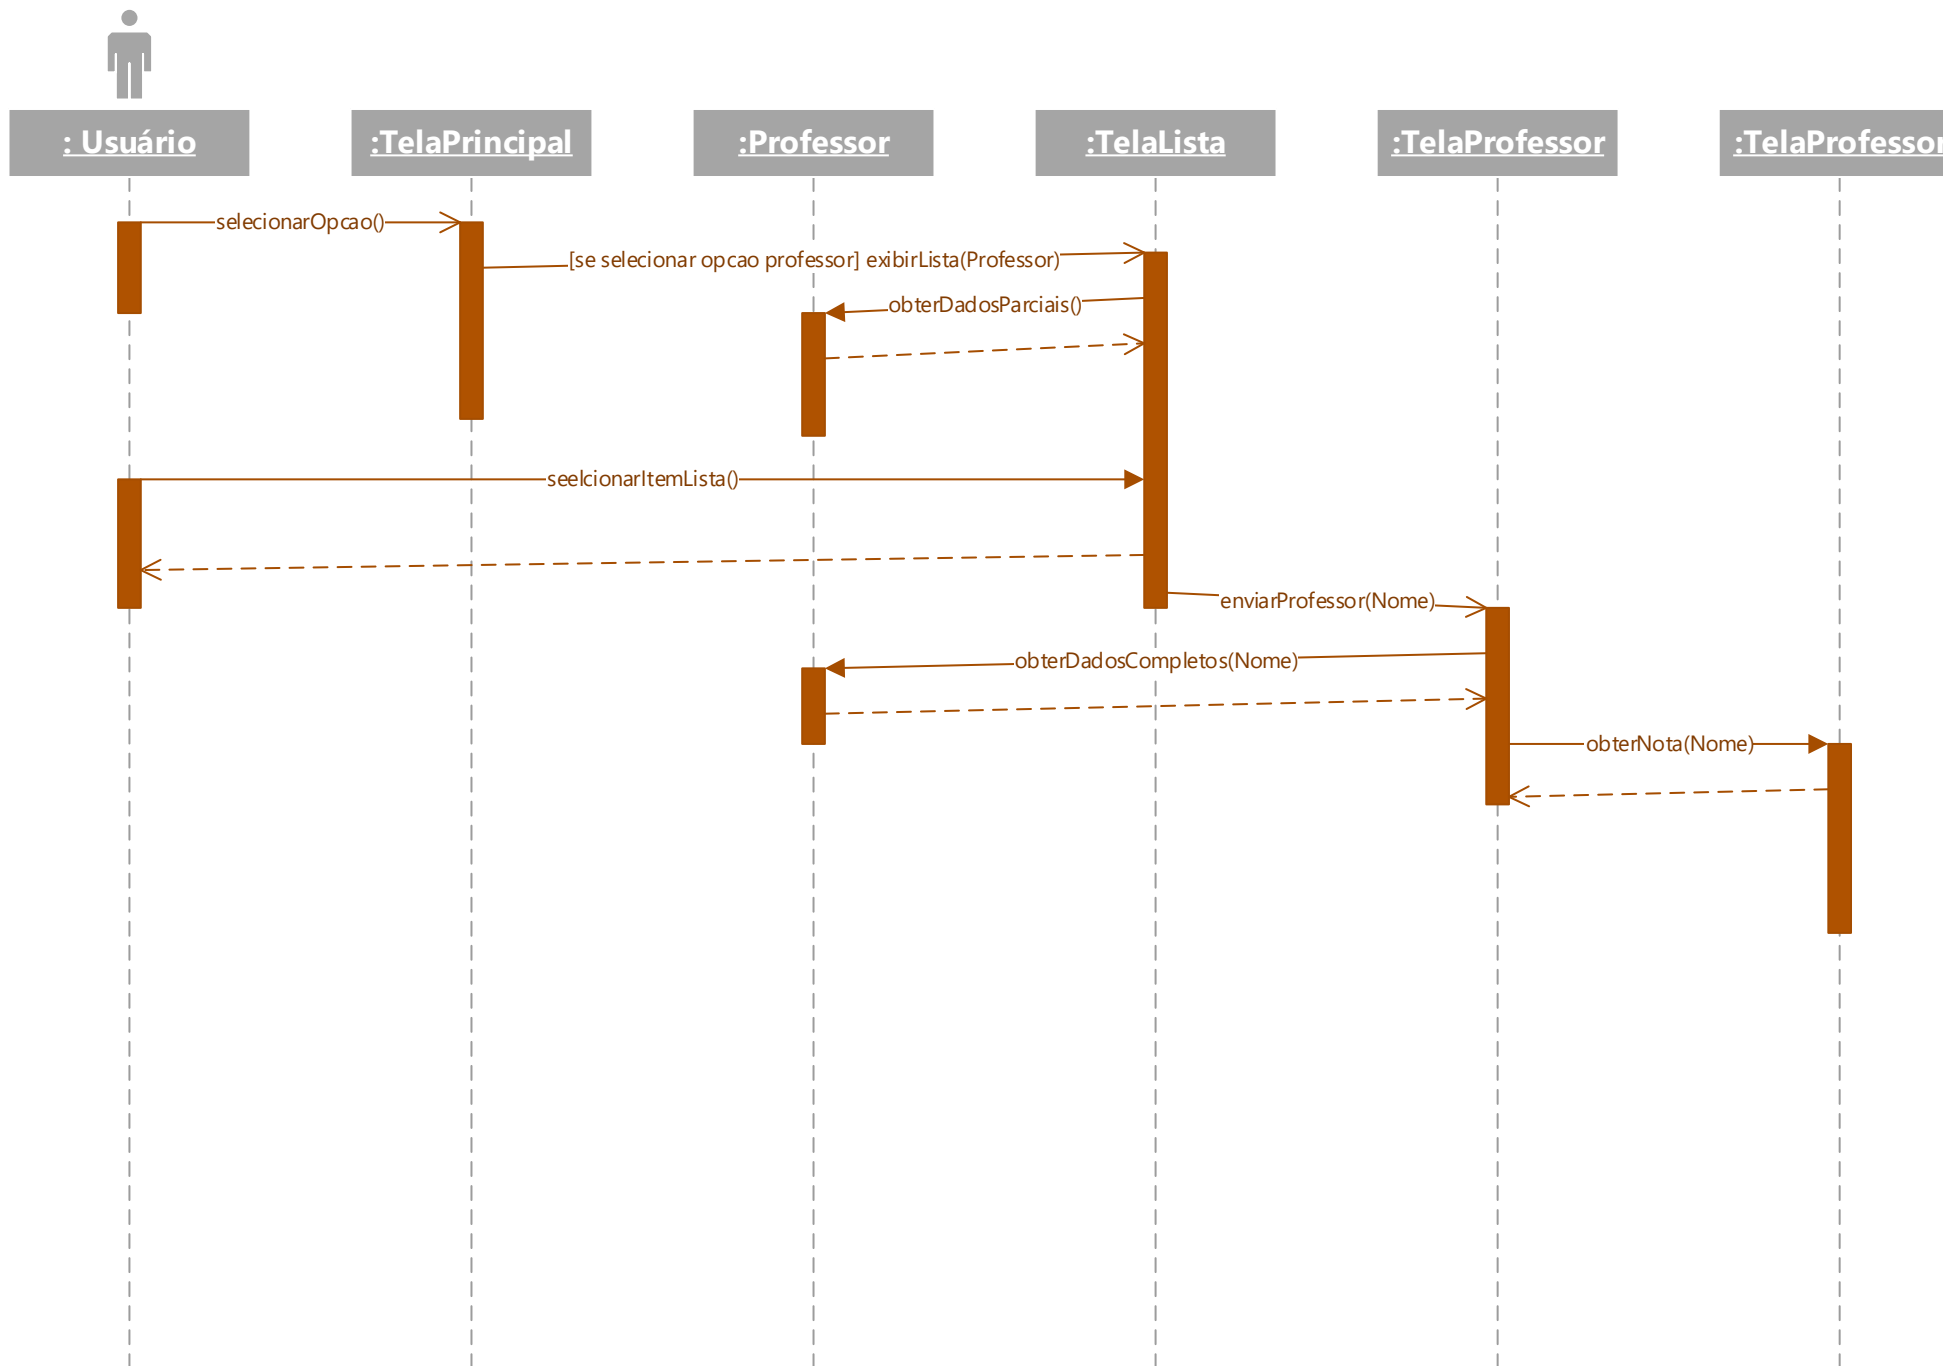 : Usuário
:TelaPrincipal
:Professor
:TelaLista
:TelaProfessor
:TelaProfessor
selecionarOpcao()
[se selecionar opcao professor] exibirLista(Professor)
obterDadosParciais()
seelcionarItemLista()
enviarProfessor(Nome)
obterDadosCompletos(Nome)
obterNota(Nome)